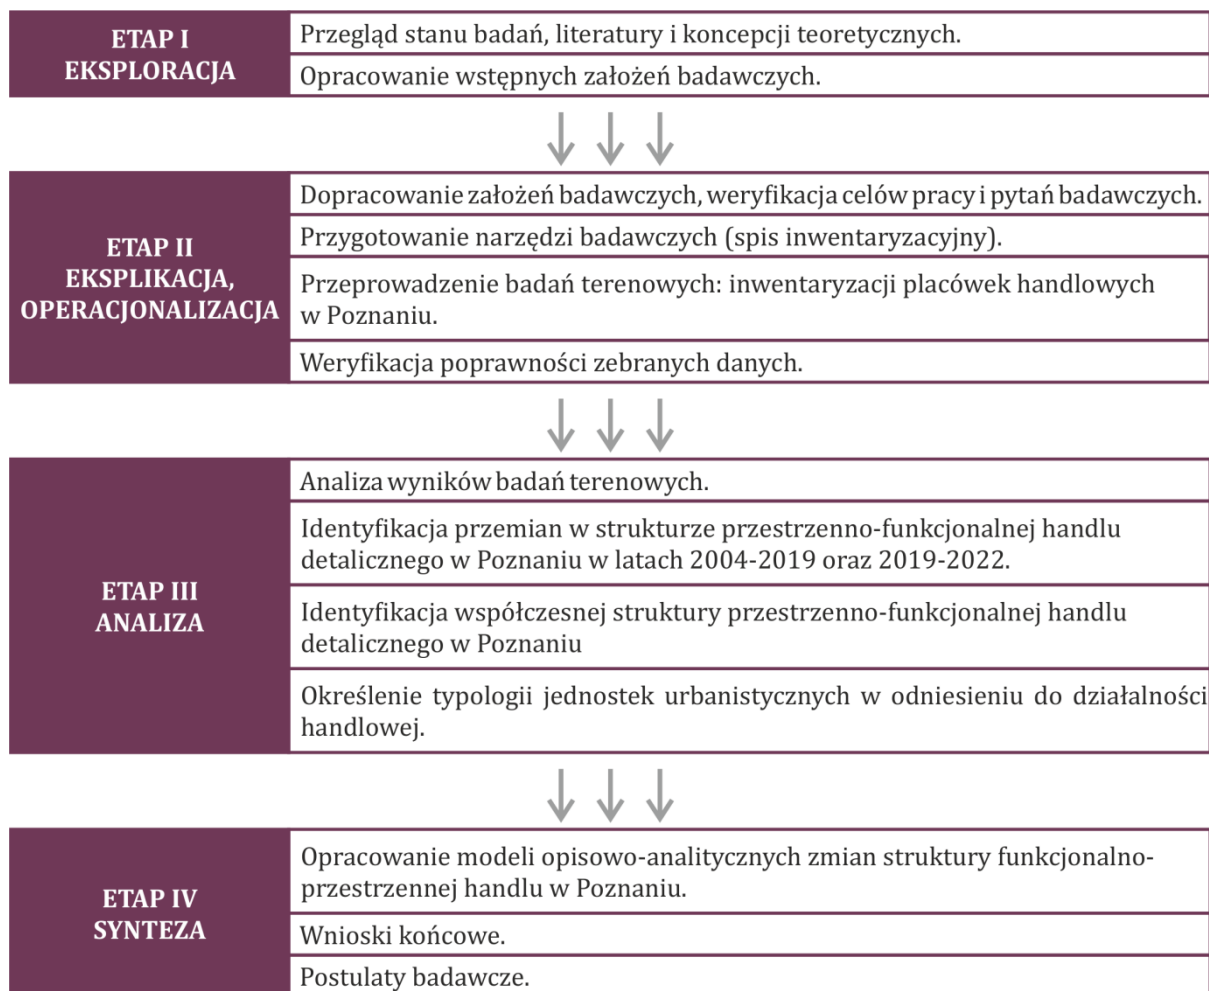 ETAP I
EKSPLORACJA
Przegląd stanu badań, literatury i koncepcji teoretycznych.
Opracowanie wstępnych założeń badawczych.
ETAP II
EKSPLIKACJA,
OPERACJONALIZACJA
Dopracowanie założeń badawczych, weryfikacja celów pracy i pytań badawczych.
Przygotowanie narzędzi badawczych (spis inwentaryzacyjny).
Przeprowadzenie badań terenowych: inwentaryzacji placówek handlowych
w Poznaniu.
Weryfikacja poprawności zebranych danych.
ETAP III
ANALIZA
Analiza wyników badań terenowych.
Identyfikacja przemian w strukturze przestrzenno-funkcjonalnej handlu
detalicznego w Poznaniu w latach 2004-2019 oraz 2019-2022.
Identyfikacja współczesnej struktury przestrzenno-funkcjonalnej handlu
detalicznego w Poznaniu
Określenie typologii jednostek urbanistycznych w odniesieniu do działalności
handlowej.
ETAP IV
SYNTEZA
Opracowanie modeli opisowo-analitycznych zmian struktury funkcjonalno-
przestrzennej handlu w Poznaniu.
Wnioski końcowe.
Postulaty badawcze.